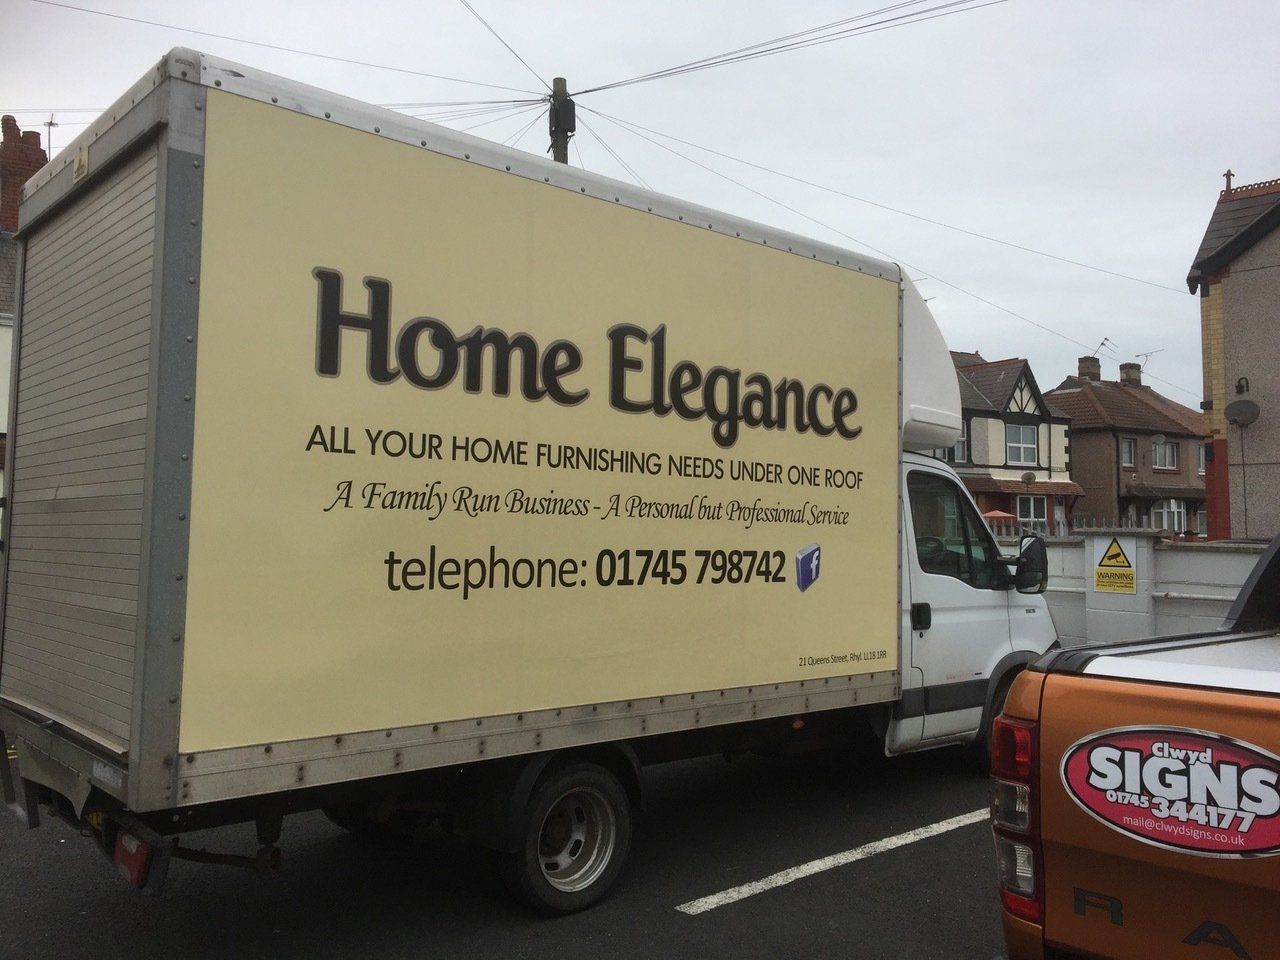 Home Elegance
ALL YOUR HOME FURNISHING NEEDS UNDER ONE ROOF
A Family Run Business - A Personal but Professional Service
telephone: 01745 798742 f
21 Queens Street, Rhyl. LL18 1RR
WARNING
Clwyd
SIGNS
01745 344177
mail@clwydsigns.co.uk
R A